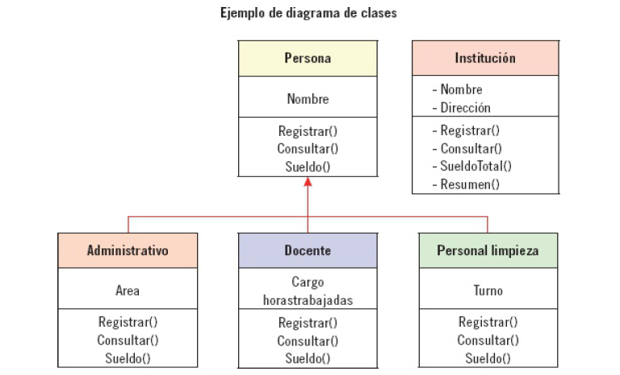 Ejemplo de diagrama de clases
Persona
Nombre
Registrar()
Consultar()
Sueldo()
Institución
- Nombre
- Dirección
- Registrar()
- Consultar()
- SueldoTotal()
- Resumen()
Administrativo
Area
Registrar()
Consultar()
Sueldo()
Docente
Cargo
horastrabajadas
Registrar()
Consultar()
Sueldo()
Personal limpieza
Turno
Registrar()
Consultar()
Sueldo()